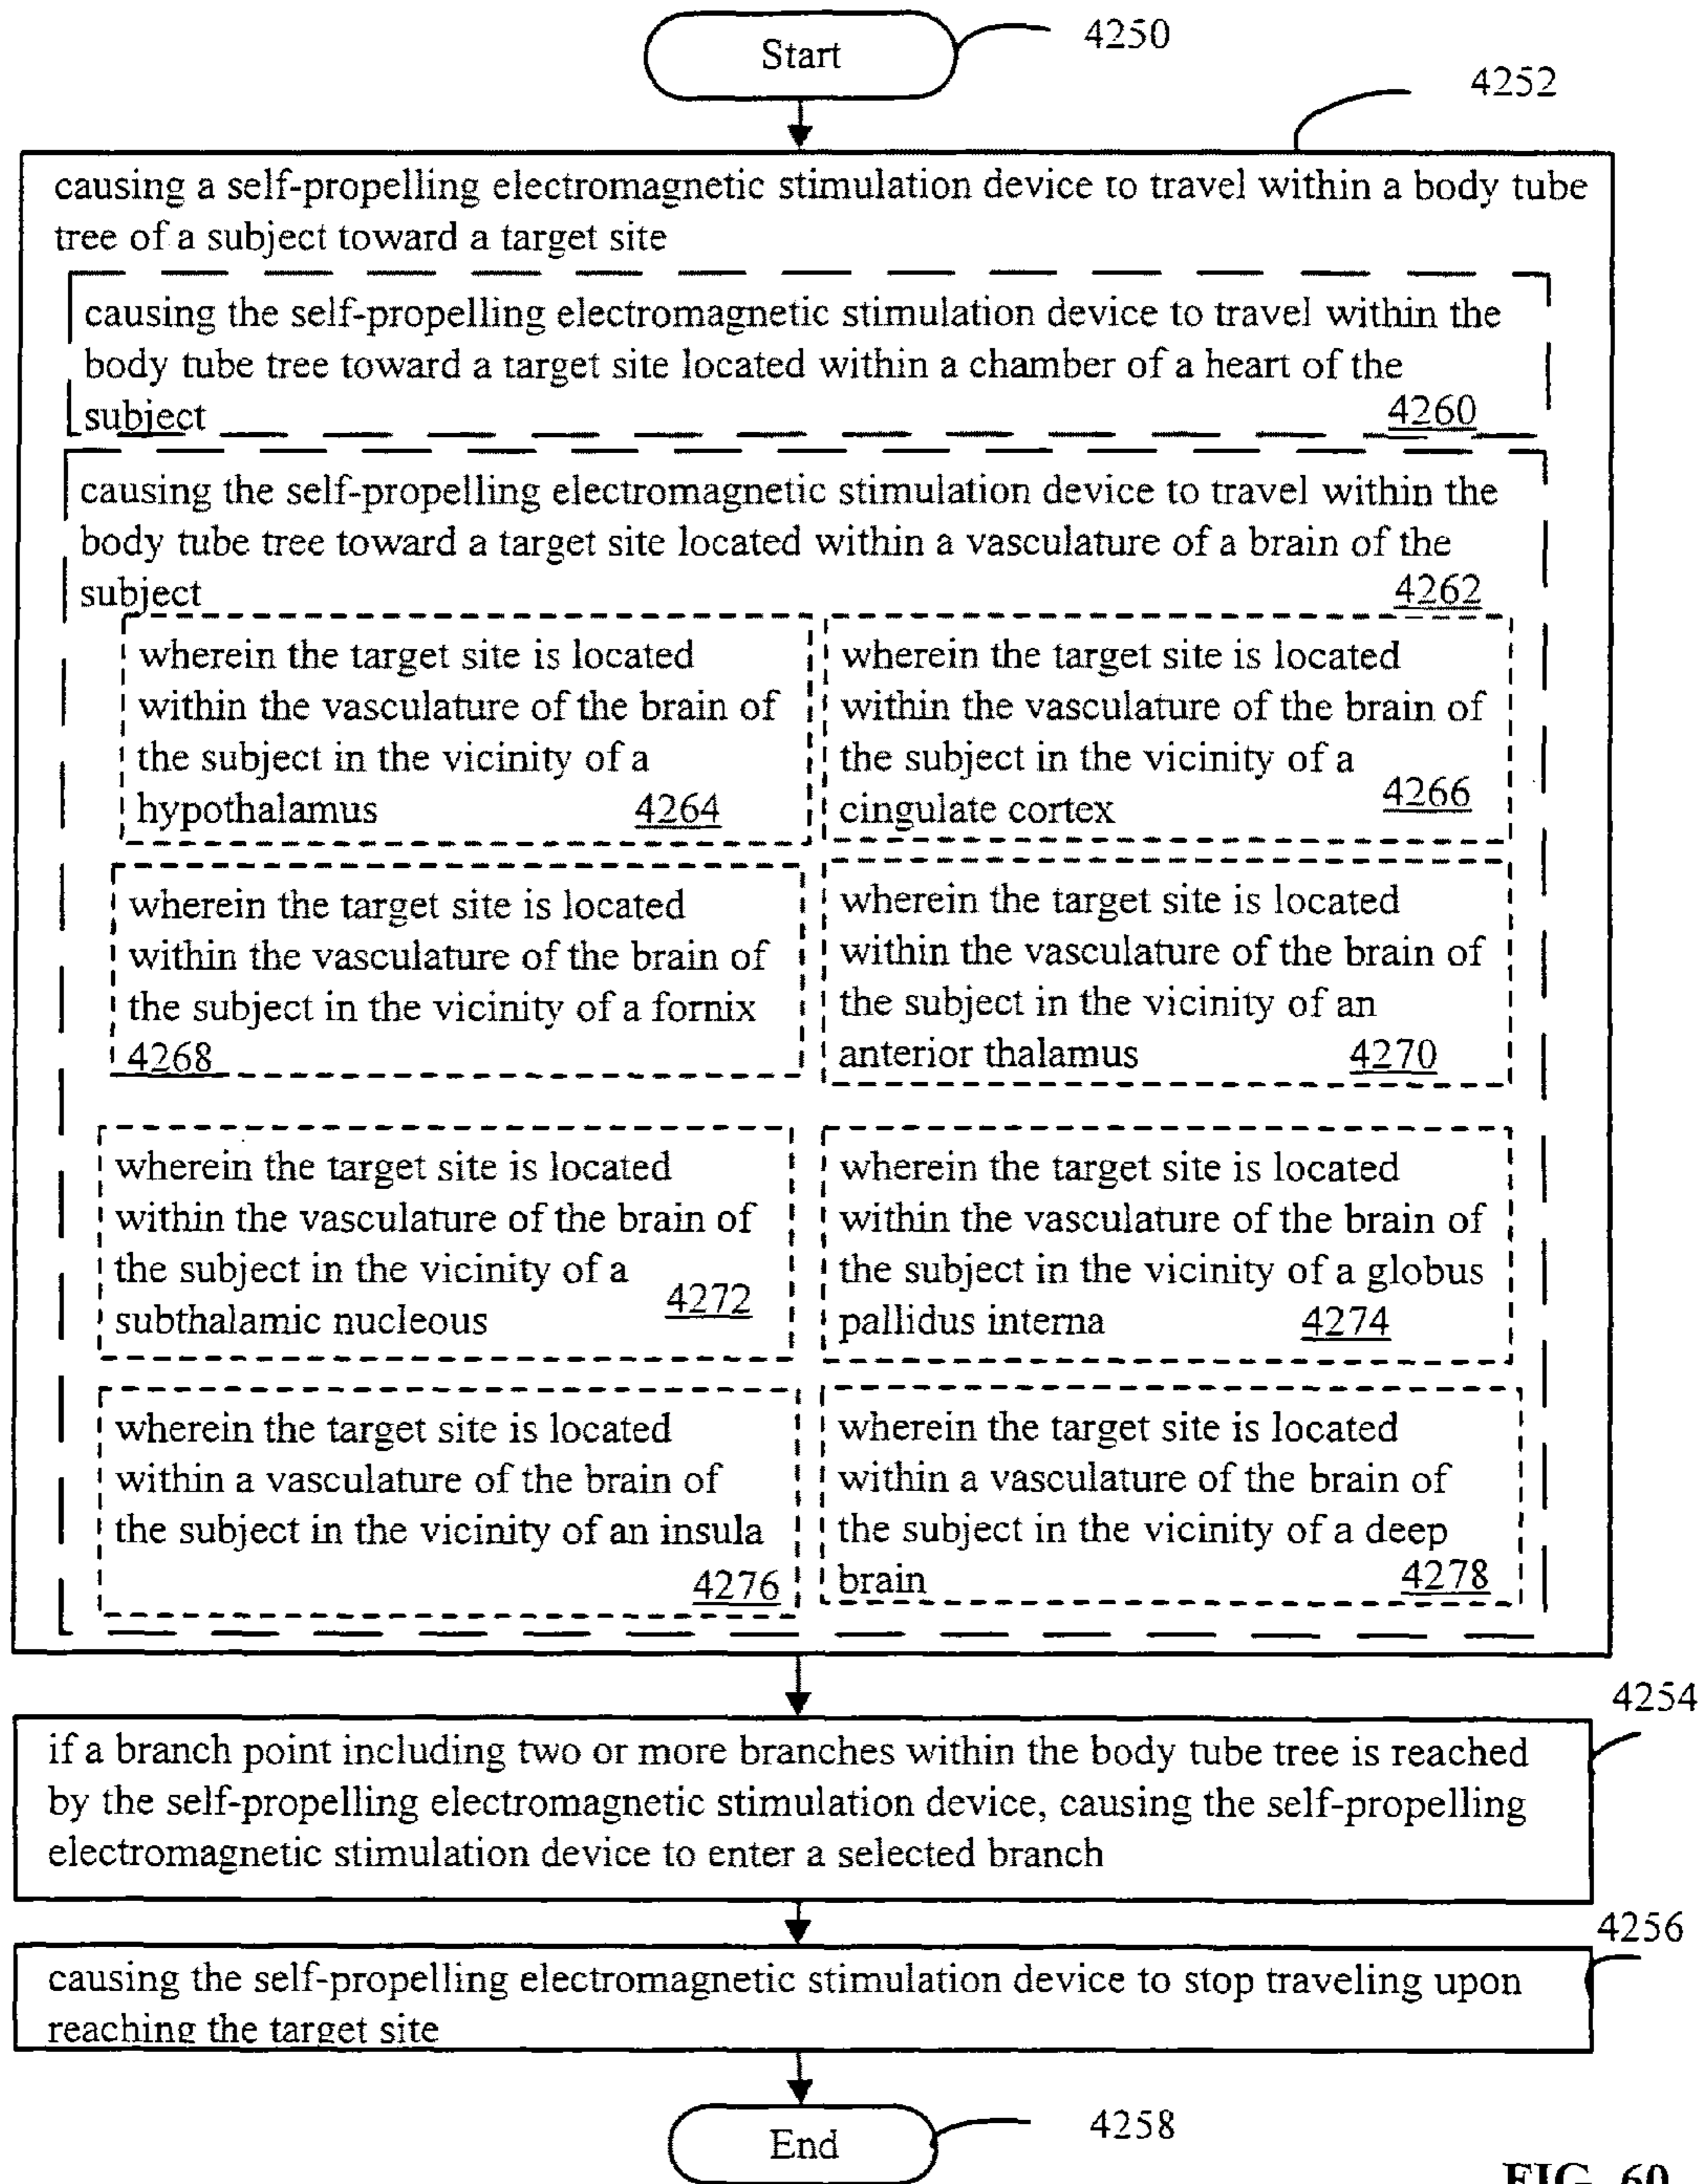 Start
4250
4252
causing a self-propelling electromagnetic stimulation device to travel within a body tube
tree of a subject toward a target site
causing the self-propelling electromagnetic stimulation device to travel within the
body tube tree toward a target site located within a chamber of a heart of the
subject
4260
causing the self-propelling electromagnetic stimulation device to travel within the
body tube tree toward a target site located within a vasculature of a brain of the
subject
4262
wherein the target site is located
within the vasculature of the brain of
the subject in the vicinity of a
hypothalamus
4264
wherein the target site is located
within the vasculature of the brain of
the subject in the vicinity of a
cingulate cortex
4266
wherein the target site is located
within the vasculature of the brain of
the subject in the vicinity of a fornix
4268
wherein the target site is located
within the vasculature of the brain of
the subject in the vicinity of an
anterior thalamus
4270
wherein the target site is located
within the vasculature of the brain of
the subject in the vicinity of a
subthalamic nucleous
4272
wherein the target site is located
within the vasculature of the brain of
the subject in the vicinity of a globus
pallidus interna
4274
wherein the target site is located
within a vasculature of the brain of
the subject in the vicinity of an insula
4276
wherein the target site is located
within a vasculature of the brain of
the subject in the vicinity of a deep
brain
4278
4254
if a branch point including two or more branches within the body tube tree is reached
by the self-propelling electromagnetic stimulation device, causing the self-propelling
electromagnetic stimulation device to enter a selected branch
4256
causing the self-propelling electromagnetic stimulation device to stop traveling upon
reaching the target site
End
4258
FIG. 60